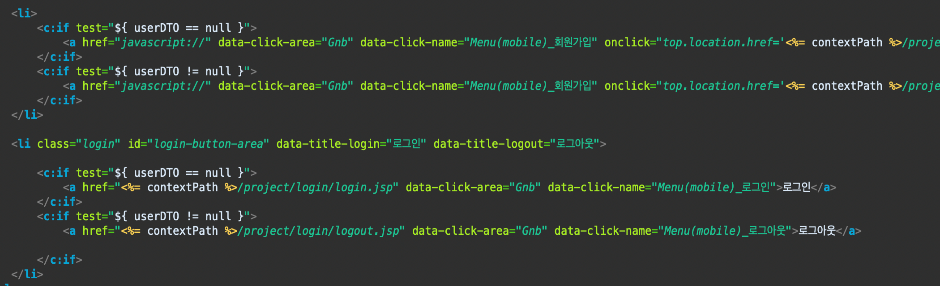 <li>
<c:if test="${ userDTO == null }">
<a href="javascript://" data-click-area="Gnb" data-click-name="Menu(mobile)_회원가입" onclick="top.location.href='<%= contextPath %>/proje
</c:if>
<c:if test="${ userDTO != null }">
<a href="javascript://" data-click-area="Gnb" data-click-name="Menu(mobile)_회원가입" onclick="top.location.href='<%= contextPath %>/proje
</c:if>
</li>
<li class="login" id="login-button-area" data-title-login="로그인" data-title-logout="로그아웃">
<c:if test="${ userDTO == null }">
<a href="<%= contextPath %>/project/login/login.jsp" data-click-area="Gnb" data-click-name="Menu(mobile)_로그인">로그인</a>
</c:if>
<c:if test="${ userDTO != null }">
<a href="<%= contextPath %>/project/login/logout.jsp" data-click-area="Gnb" data-click-name="Menu(mobile)_로그아웃">로그아웃</a>
</c:if>
</li>